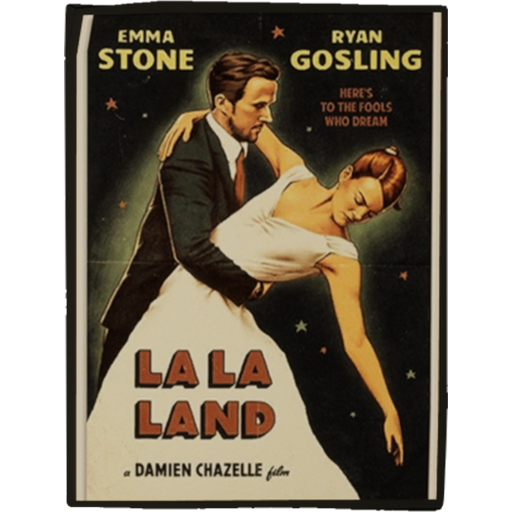 EMMA
STONE
RYAN
GOSLING
HERE'S
TO THE FOOLS
WHO DREAM
LA LA
LAND
a DAMIEN CHAZELLE film